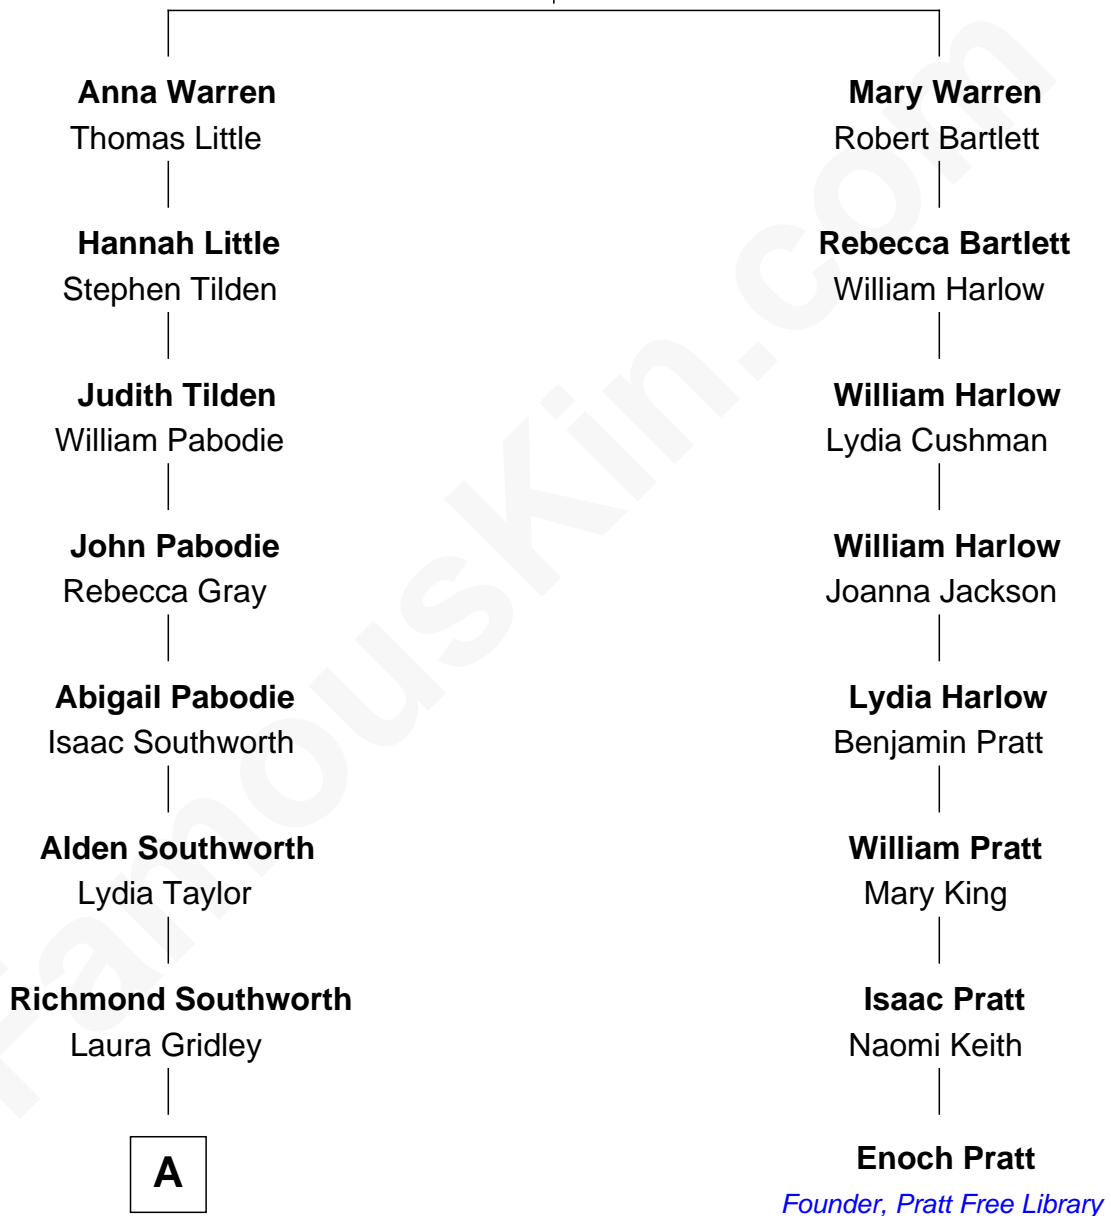 Anna Warren
Thomas Little
Hannah Little
Stephen Tilden
Judith Tilden
William Pabodie
John Pabodie
Rebecca Gray
Abigail Pabodie
Isaac Southworth
Alden Southworth
Lydia Taylor
Richmond Southworth
Laura Gridley
A
Mary Warren
Robert Bartlett
Rebecca Bartlett
William Harlow
William Harlow
Lydia Cushman
William Harlow
Joanna Jackson
Lydia Harlow
Benjamin Pratt
William Pratt
Mary King
Isaac Pratt
Naomi Keith
Enoch Pratt
Founder, Pratt Free Library
FamousKin.com